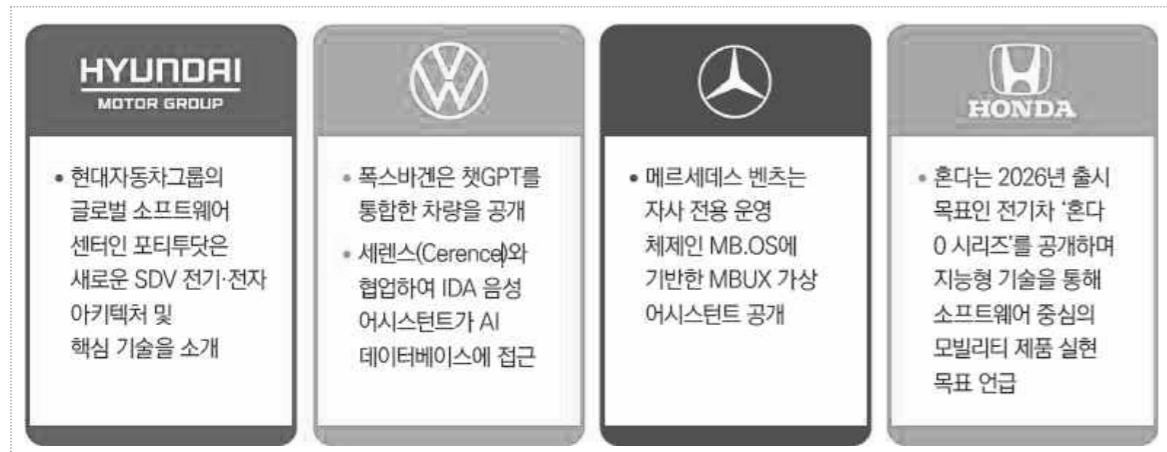 HYUNDAI
MOTOR GROUP
• 현대자동차그룹의
글로벌 소프트웨어
센터인 포티투닷은
새로운 SDV 전기·전자
아키텍처 및
핵심 기술을 소개
• 폭스바겐은 챗GPT를
통합한 차량을 공개
• 세렌스(Cerence)와
협업하여 IDA 음성
어시스턴트가 AI
데이터베이스에 접근
• 메르세데스 벤츠는
자사 전용 운영
체제인 MB.OS에
기반한 MBUX 가상
어시스턴트 공개
HONDA
• 혼다는 2026년 출시
목표인 전기차 ‘혼다
0 시리즈’를 공개하며
지능형 기술을 통해
소프트웨어 중심의
모빌리티 제품 실현
목표 언급